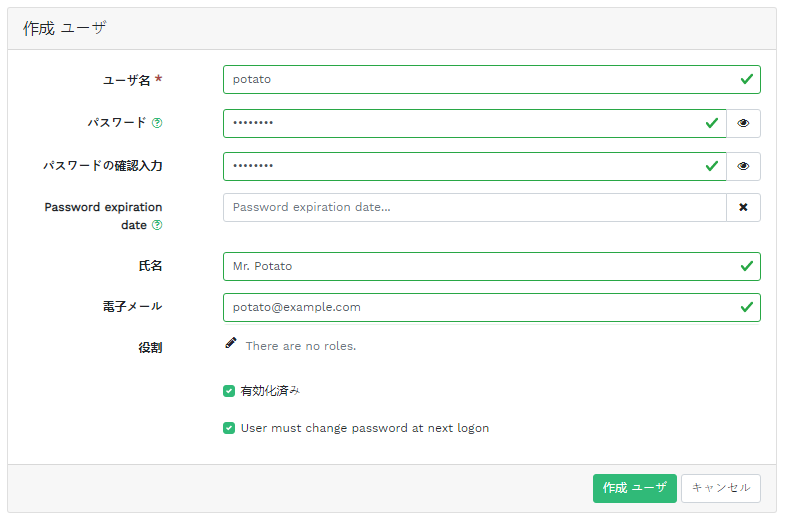 作成 ユーザ
ユーザ名 *
potato
パスワード
••••••••
パスワードの確認入力
••••••••
Password expiration
date
Password expiration date...
氏名
Mr. Potato
電子メール
potato@example.com
役割
There are no roles.
有効化済み
User must change password at next logon
作成 ユーザ
キャンセル